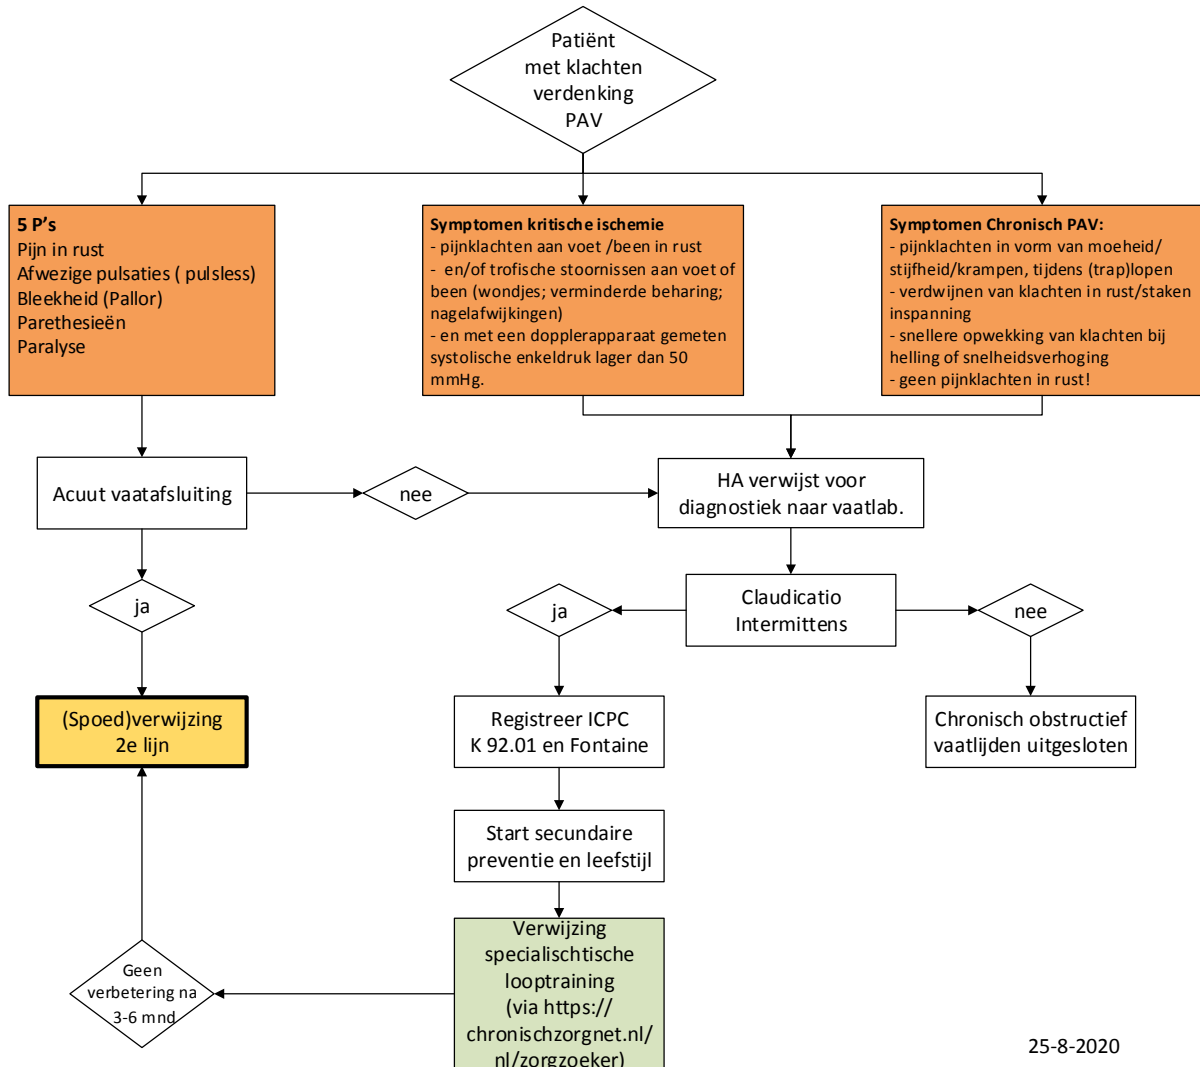 Patiënt
met klachten
verdenking
PAV
5 P's
Pijn in rust
Afwezige pulsaties ( pulsless)
Bleekheid (Pallor)
Parethesieën
Paralyse
Symptomen kritische ischemie
- pijnklachten aan voet /been in rust
-  en/of trofische stoornissen aan voet of
been (wondjes; verminderde beharing;
nagelafwijkingen)
- en met een dopplerapparaat gemeten
systolische enkeldruk lager dan 50
mmHg.
Symptomen Chronisch PAV:
- pijnklachten in vorm van moeheid/
stijfheid/krampen, tijdens (trap)lopen
- verdwijnen van klachten in rust/staken
inspanning
- snellere opwekking van klachten bij
helling of snelheidsverhoging
- geen pijnklachten in rust!
Acuut vaatafsluiting
nee
HA verwijst voor
diagnostiek naar vaatlab.
ja
Claudicatio
Intermittens
ja
nee
(Spoed)verwijzing
2e lijn
Registreer ICPC
K 92.01 en Fontaine
Chronisch obstructief
vaatlijden uitgesloten
Start secundaire
preventie en leefstijl
Verwijzing
specialischtische
looptraining
(via https://
chronischzorgnet.nl/
nl/zorgzoeker)
Geen
verbetering na
3-6 mnd
25-8-2020